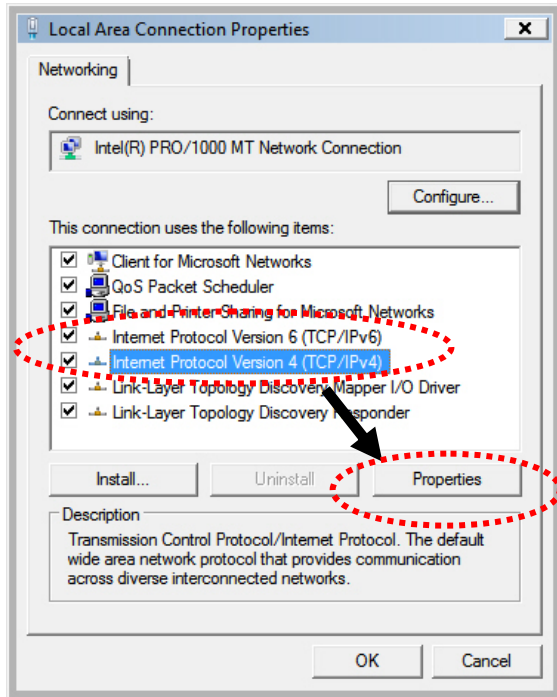 Local Area Connection Properties
Networking
Connect using:
Intel(R) PRO/1000 MT Network Connection
Configure...
This connection uses the following items:
Client for Microsoft Networks
QoS Packet Scheduler
File and Printer Sharing for Microsoft Networks
Internet Protocol Version 6 (TCP/IPv6)
Internet Protocol Version 4 (TCP/IPv4)
Link-Layer Topology Discovery Mapper I/O Driver
Link-Layer Topology Discovery Responder
Install...
Uninstall
Properties
Description
Transmission Control Protocol/Internet Protocol. The default
wide area network protocol that provides communication
across diverse interconnected networks.
OK
Cancel